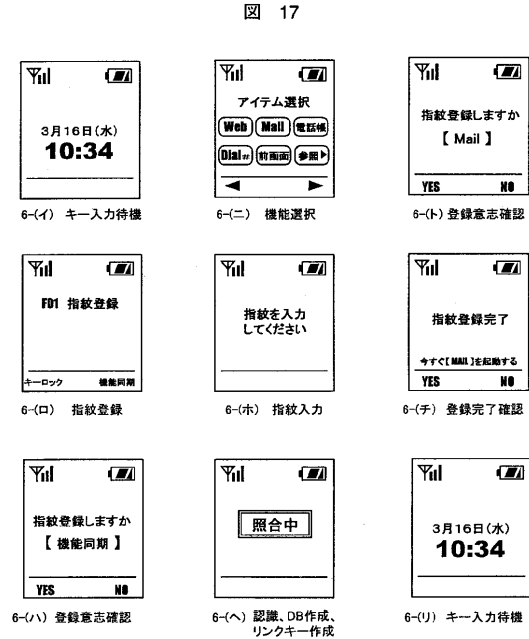 図 17
3月16日(水)
10:34
6-(イ) キー入力待機
F01 指紋登録
キーロック 機能同期
6-(ロ) 指紋登録
指紋登録しますか
【 機能同期 】
YES NO
6-(ハ) 登録意志確認
アイテム選択
Web Mail 電話帳
Dial# 前画面 参照▶
◀ ▶
6-(ニ) 機能選択
指紋を入力
してください
6-(ホ) 指紋入力
照合中
6-(ヘ) 認識、DB作成、
リンクキー作成
指紋登録しますか
【 Mail 】
YES NO
6-(ト) 登録意志確認
指紋登録完了
今すぐ【 MAIL 】を起動する
YES NO
6-(チ) 登録完了確認
3月16日(水)
10:34
6-(リ) キー入力待機